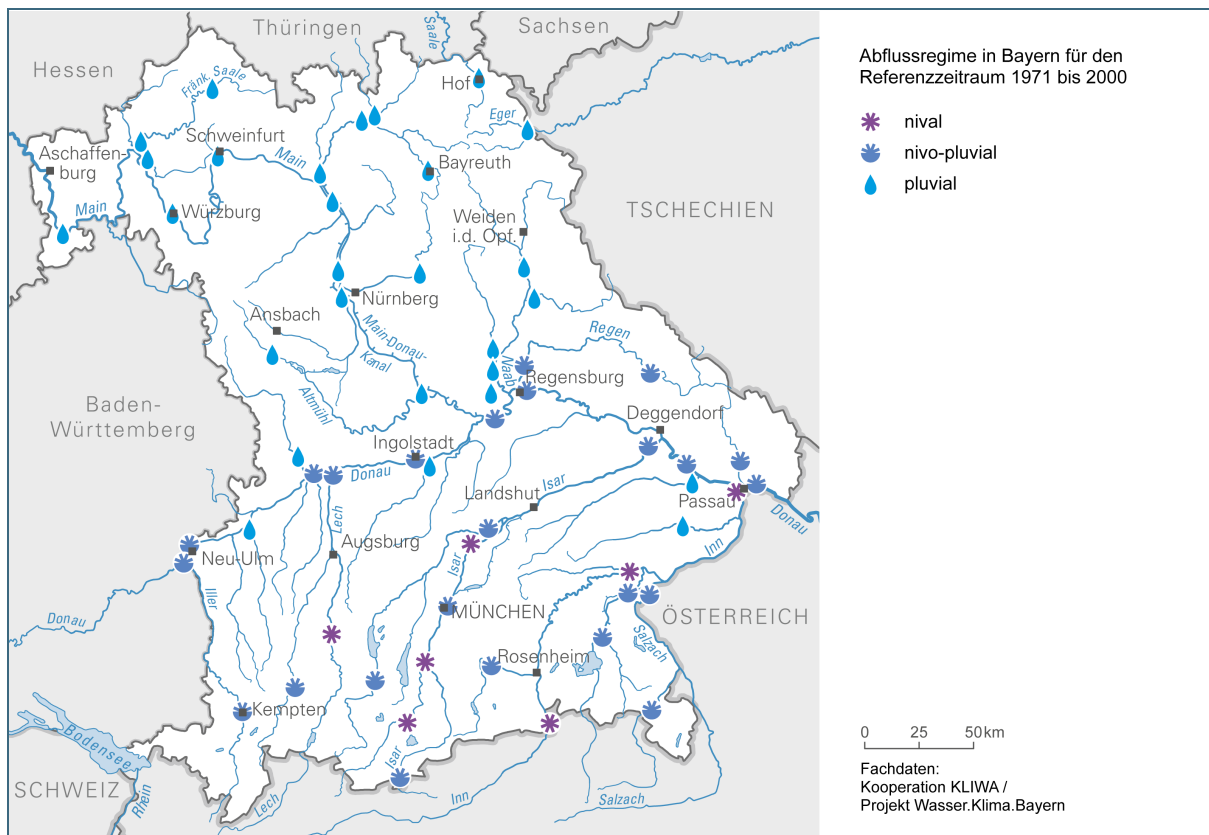 Thüringen
Sachsen
Hessen
Saale
Hof
Fränk. Saale
Eger
Schweinfurt
Aschaffen-
burg
Main
Bayreuth
Main
Würzburg
Weiden
i.d. Opf.
TSCHECHIEN
Nürnberg
Ansbach
Main-Donau-
Kanal
Regen
Naab
Regensburg
Altmühl
Baden-
Württemberg
Deggendorf
Ingolstadt
Donau
Isar
Landshut
Passau
Donau
Lech
Augsburg
Inn
Neu-Ulm
Isar
Iller
MÜNCHEN
ÖSTERREICH
Donau
Salzach
Rosenheim
Kempten
Bodensee
Isar
SCHWEIZ
Rhein
Lech
Inn
Salzach
Abflussregime in Bayern für den
Referenzzeitraum 1971 bis 2000
nival
nivo-pluvial
pluvial
0 25 50 km
Fachdaten:
Kooperation KLIWA /
Projekt Wasser.Klima.Bayern